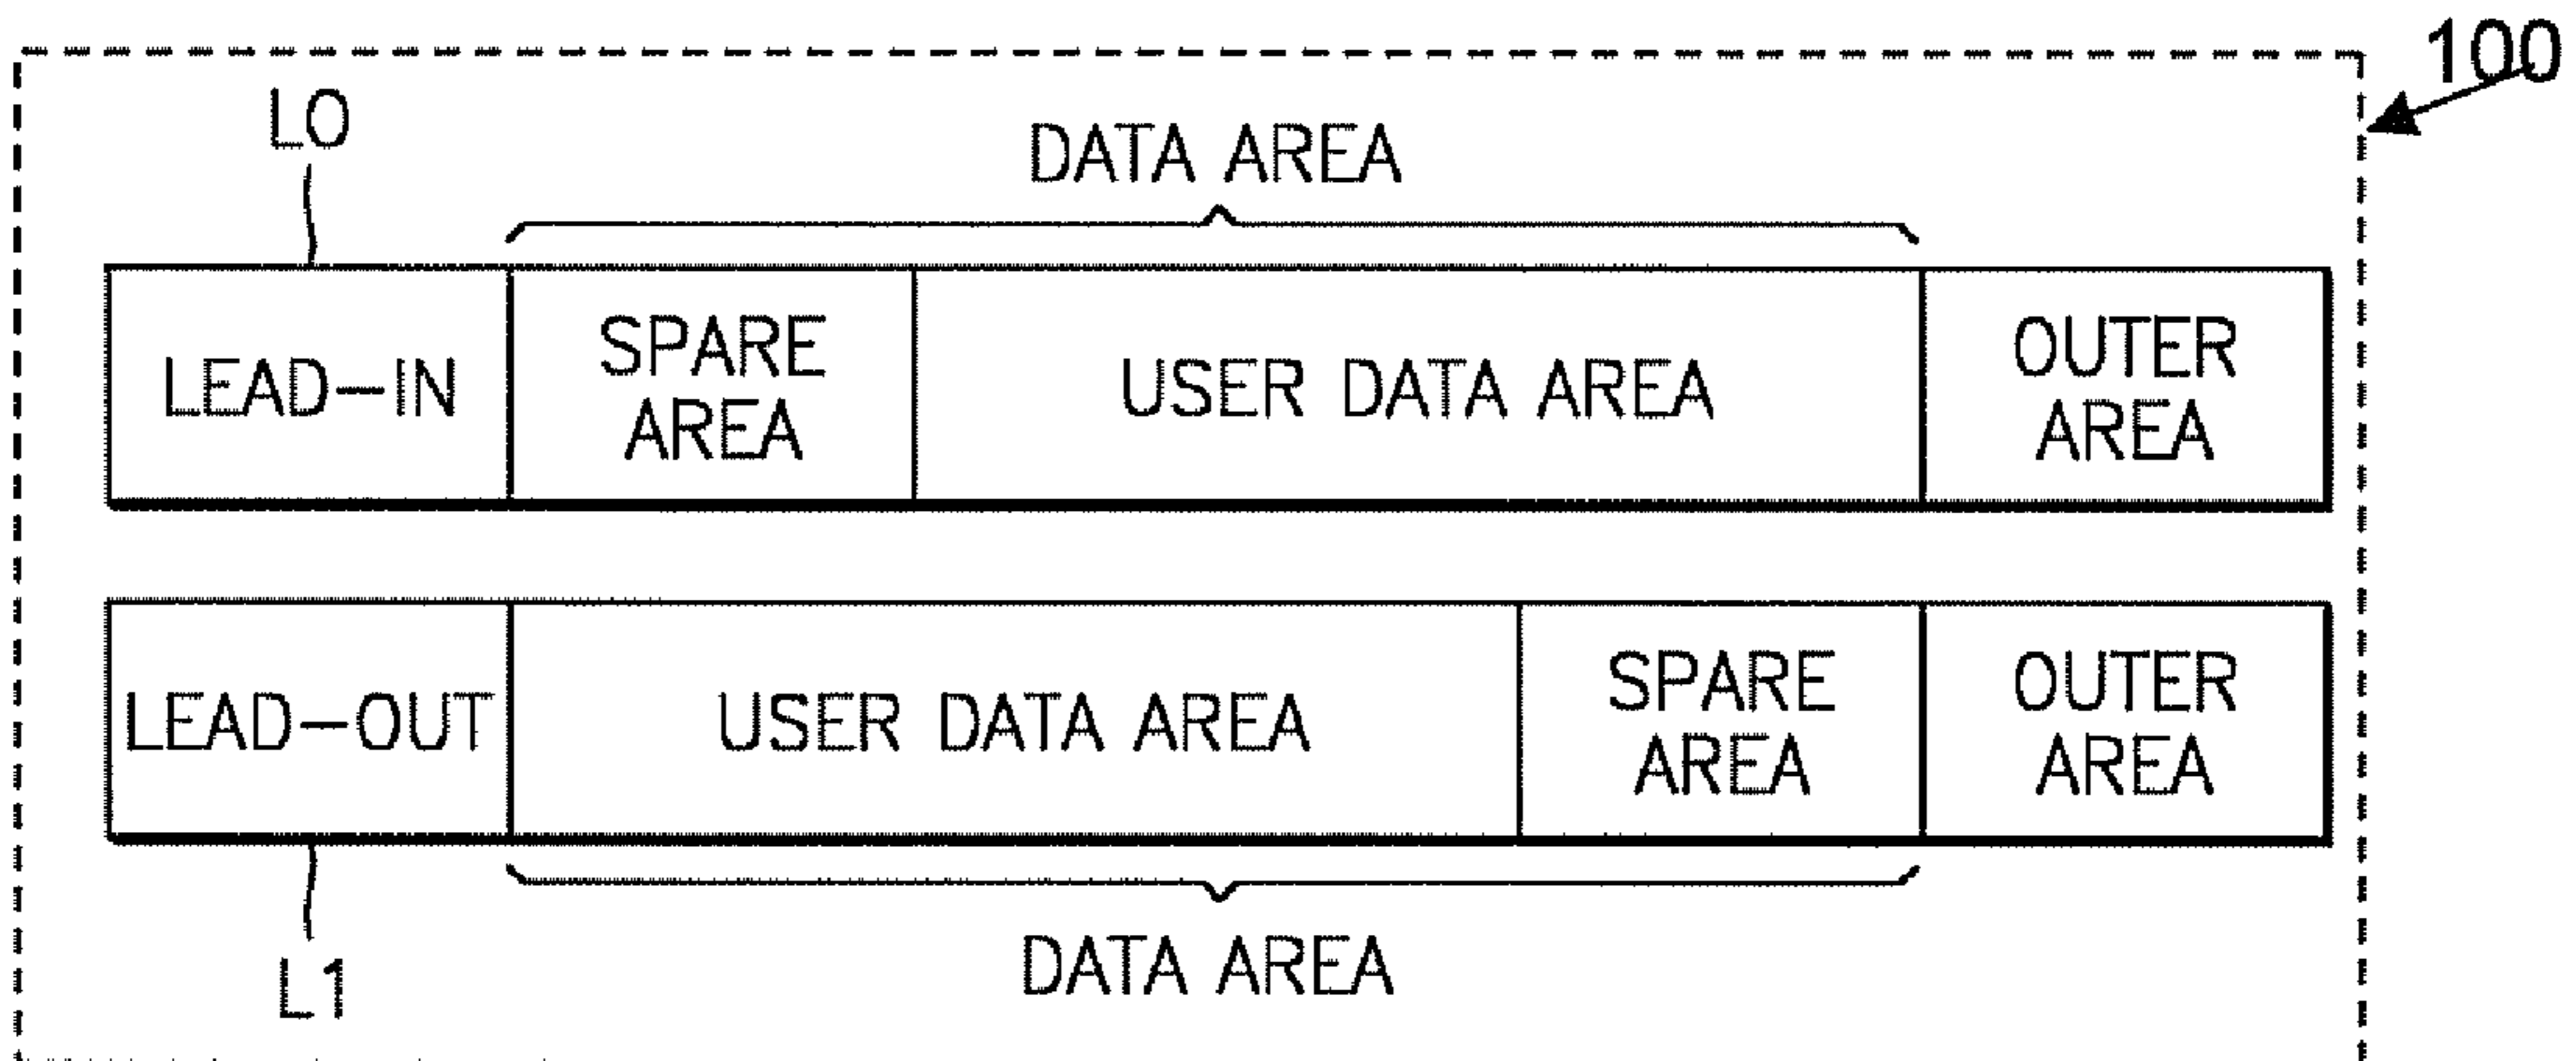 100
L0
DATA AREA
LEAD-IN
SPARE
AREA
USER DATA AREA
OUTER
AREA
LEAD-OUT
USER DATA AREA
SPARE
AREA
OUTER
AREA
L1
DATA AREA